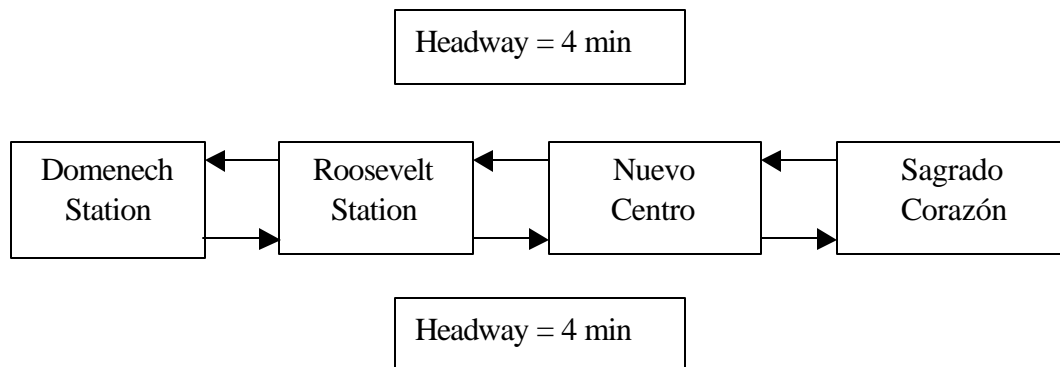 Headway = 4 min
Domenech
Station
Roosevelt
Station
Nuevo
Centro
Sagrado
Corazón
Headway = 4 min